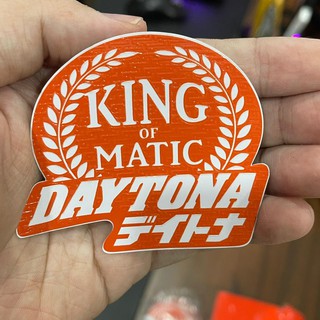 KING
OF
MATIC
DAYTONA
デイトナ